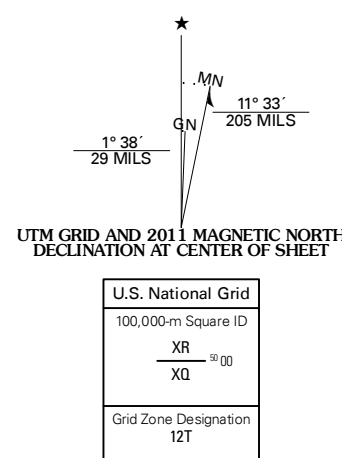 ★
MN
GN
11° 33´
205 MILS
1° 38´
29 MILS
UTM GRID AND 2011 MAGNETIC NORTH
DECLINATION AT CENTER OF SHEET
U.S. National Grid
100,000-m Square ID
XR
50 00
XQ
Grid Zone Designation
12T